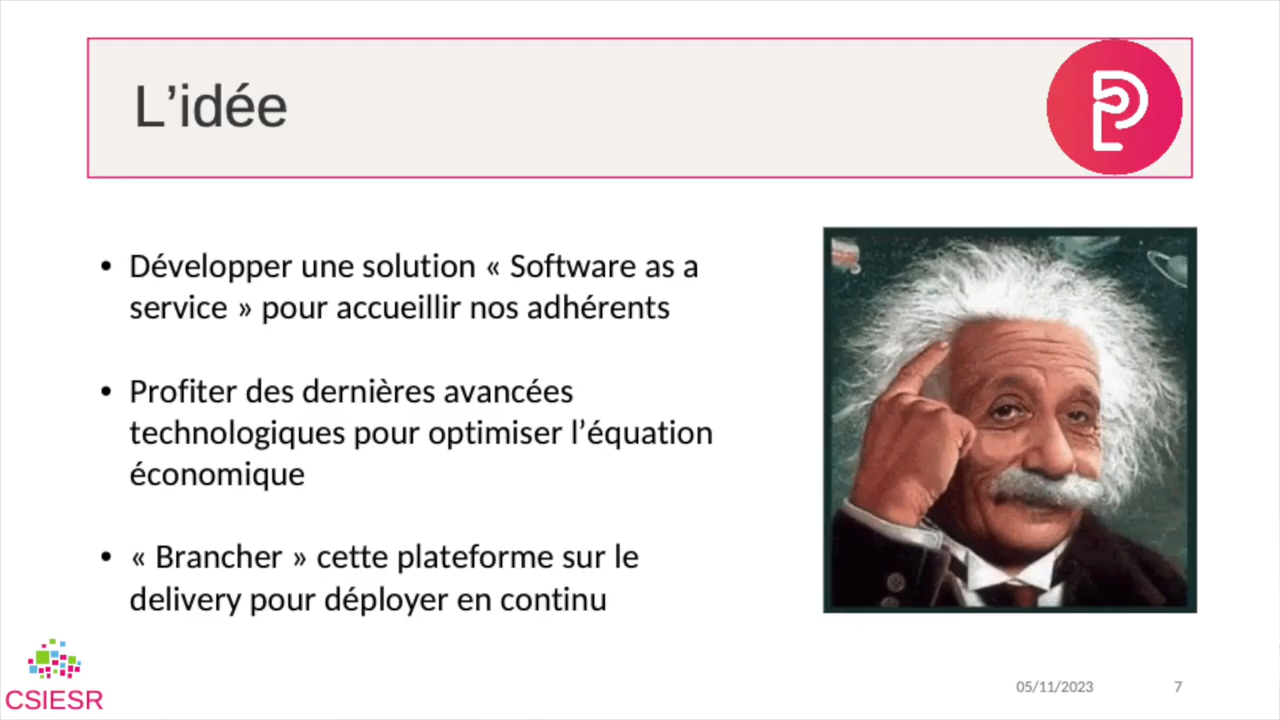 L’idée
• Développer une solution « Software as a
service » pour accueillir nos adhérents
• Profiter des dernières avancées
technologiques pour optimiser l’équation
économique
• « Brancher » cette plateforme sur le
delivery pour déployer en continu
CSIESR
05/11/2023
7